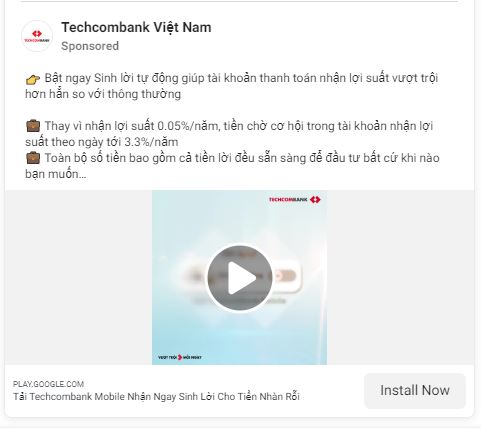 Techcombank Việt Nam
Sponsored
TECHCOMBANK
👉 Bật ngay Sinh lời tự động giúp tài khoản thanh toán nhận lợi suất vượt trội
hơn hẳn so với thông thường
💼 Thay vì nhận lợi suất 0.05%/năm, tiền chờ cơ hội trong tài khoản nhận lợi
suất theo ngày tới 3.3%/năm
💼 Toàn bộ số tiền bao gồm cả tiền lời đều sẵn sàng để đầu tư bất cứ khi nào
bạn muốn...
TECHCOMBANK
VƯỢT TRỘI MỖI NGÀY
PLAY.GOOGLE.COM
Tải Techcombank Mobile Nhận Ngay Sinh Lời Cho Tiền Nhàn Rỗi
Install Now